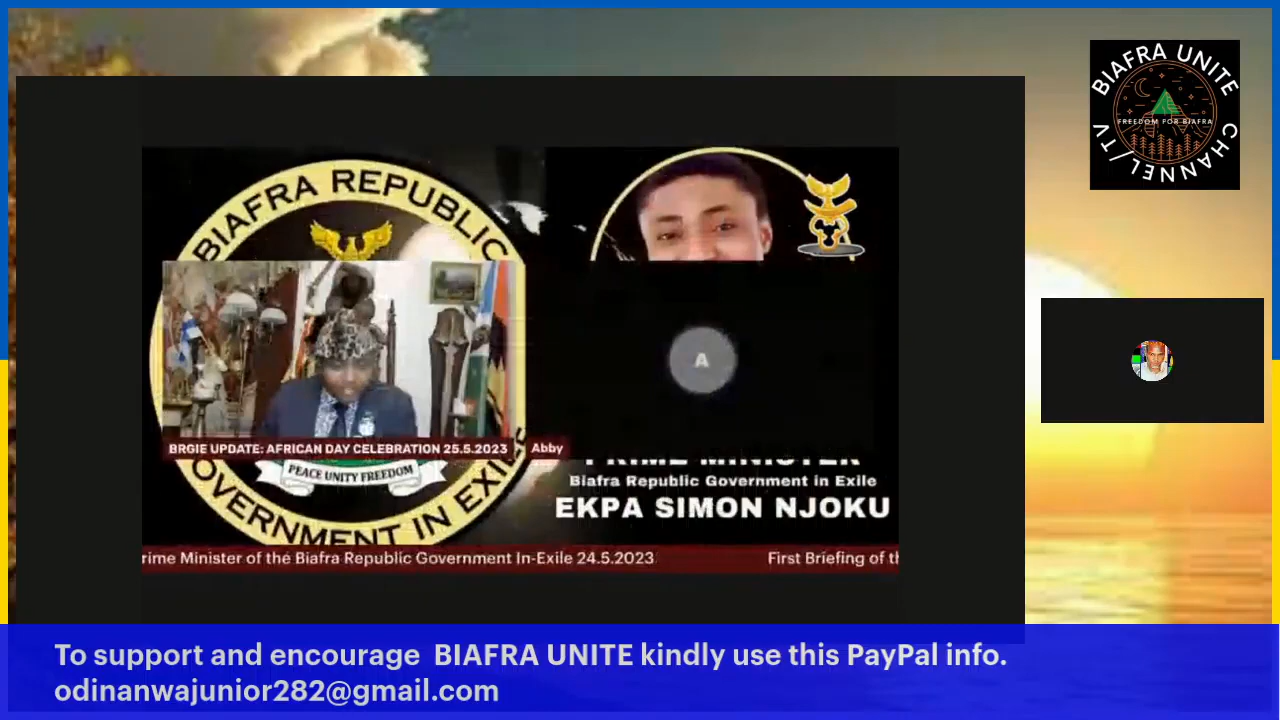 BIAFRA UNITE
CHANNEL/TV
FREEDOM FOR BIAFRA
BIAFRA REPUBLIC
A
BRGIE UPDATE: AFRICAN DAY CELEBRATION 25.5.2023
Abby
PEACE UNITY FREEDOM
GOVERNMENT IN EXILE
PRIME MINISTER
Biafra Republic Government in Exile
EKPA SIMON NJOKU
rime Minister of the Biafra Republic Government In-Exile 24.5.2023
First Briefing of th
To support and encourage BIAFRA UNITE kindly use this PayPal info.
odinanwajunior282@gmail.com